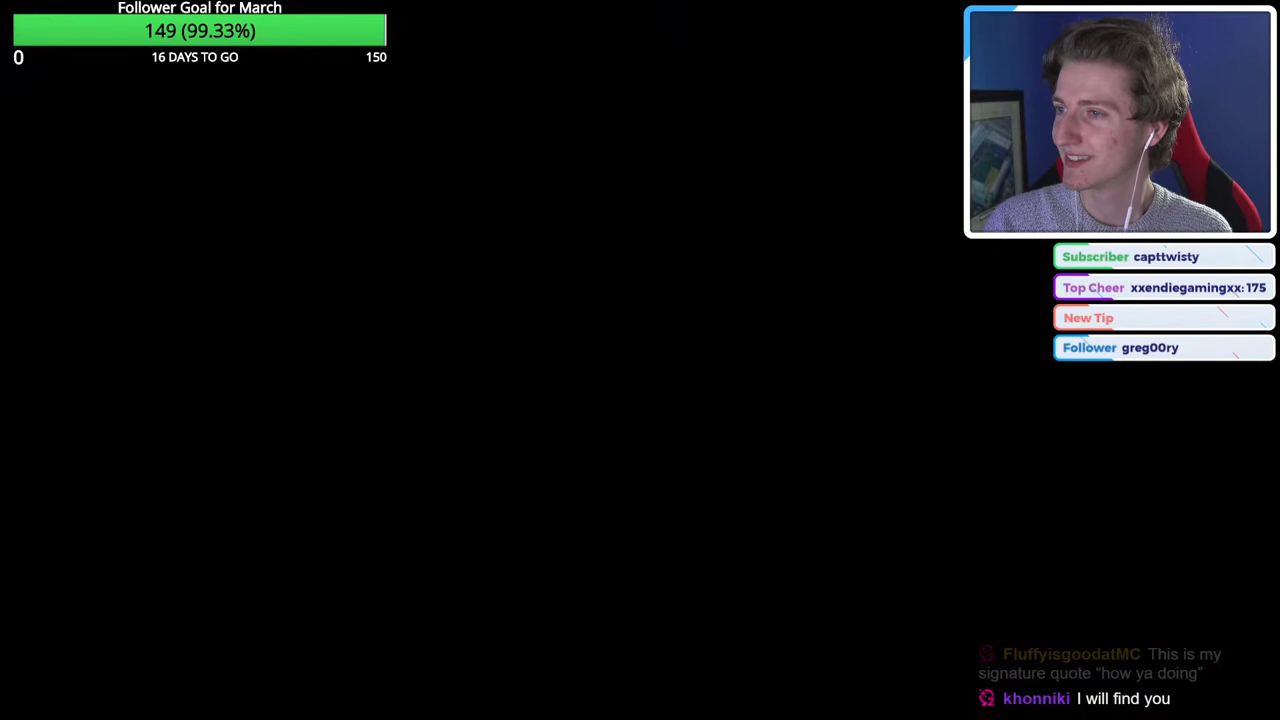 Follower Goal for March
149 (99.33%)
0 16 DAYS TO GO 150
Subscriber capttwisty
Top Cheer xxendiegamingxx: 175
New Tip
Follower greg00ry
FluffyisgoodatMC This is my
signature quote “how ya doing”
khonniki I will find you